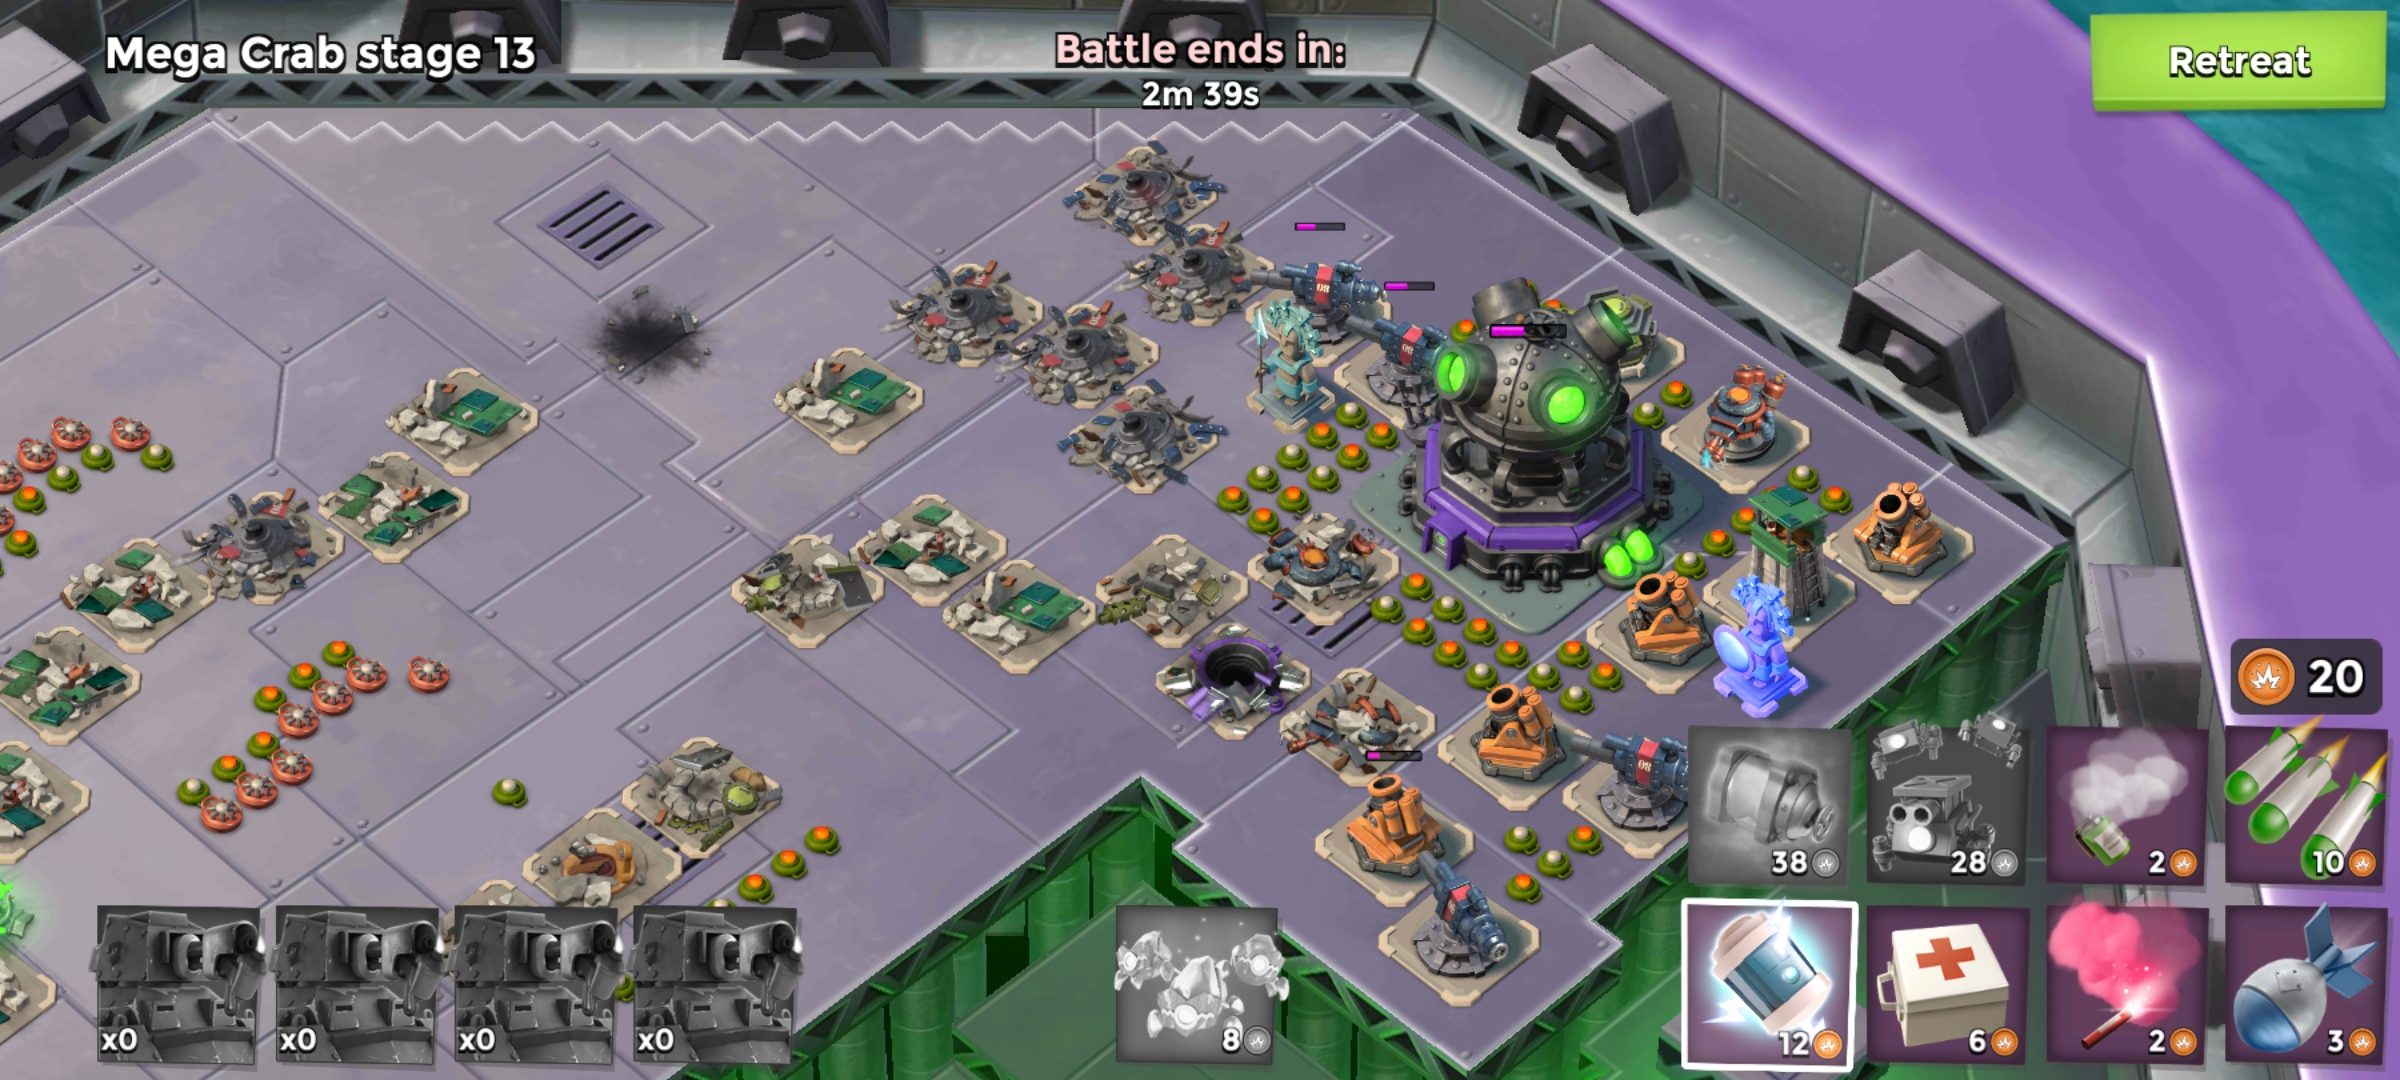 Mega Crab stage 13
Battle ends in:
2m 39s
Retreat
20
38
28
2
10
x0
x0
x0
x0
8
12
6
2
3